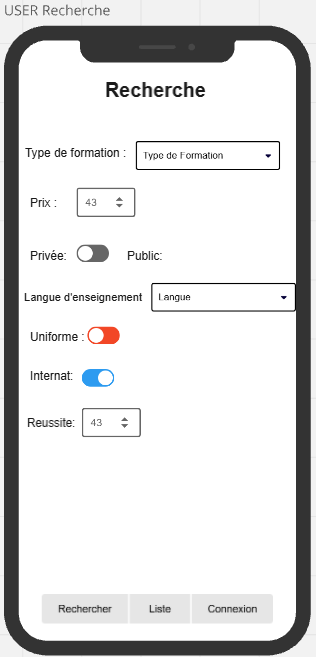 USER Recherche
Recherche
Type de formation : Type de Formation
Prix : 43
Privée: Public:
Langue d'enseignement Langue
Uniforme :
Internat:
Reussite: 43
Rechercher Liste Connexion